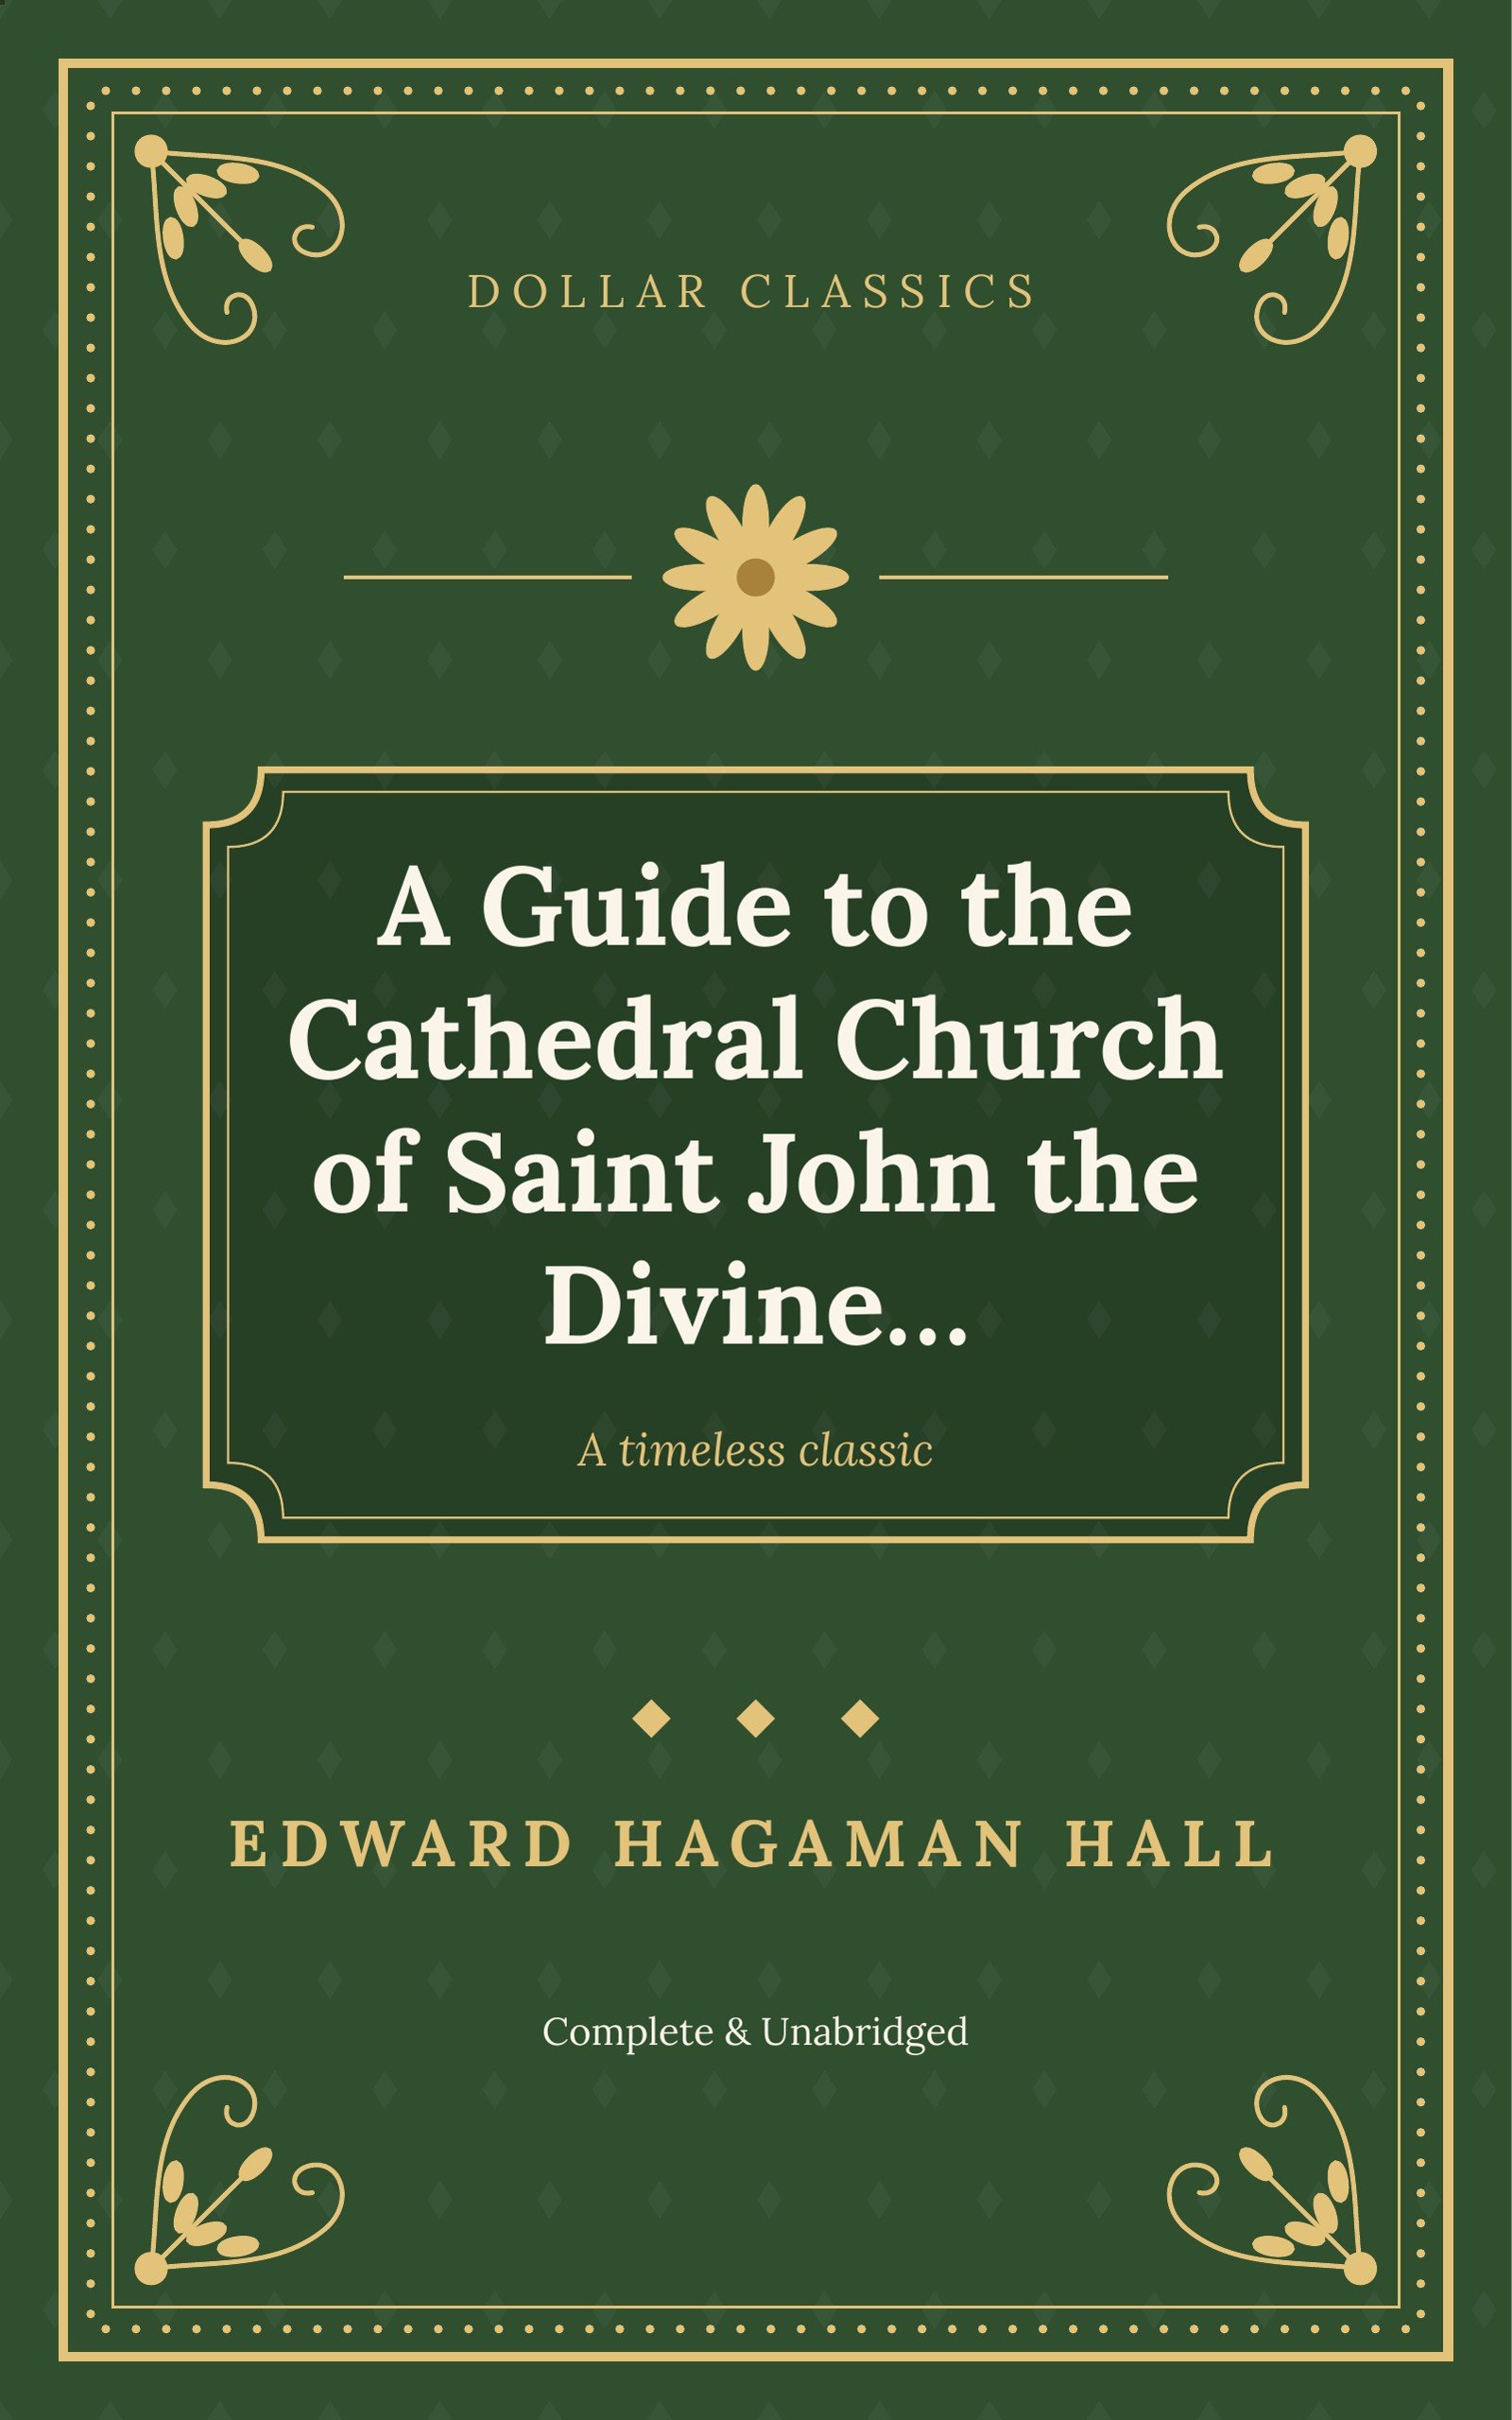 DOLLAR CLASSICS
A Guide to the
Cathedral Church
of Saint John the
Divine...
A timeless classic
EDWARD HAGAMAN HALL
Complete & Unabridged